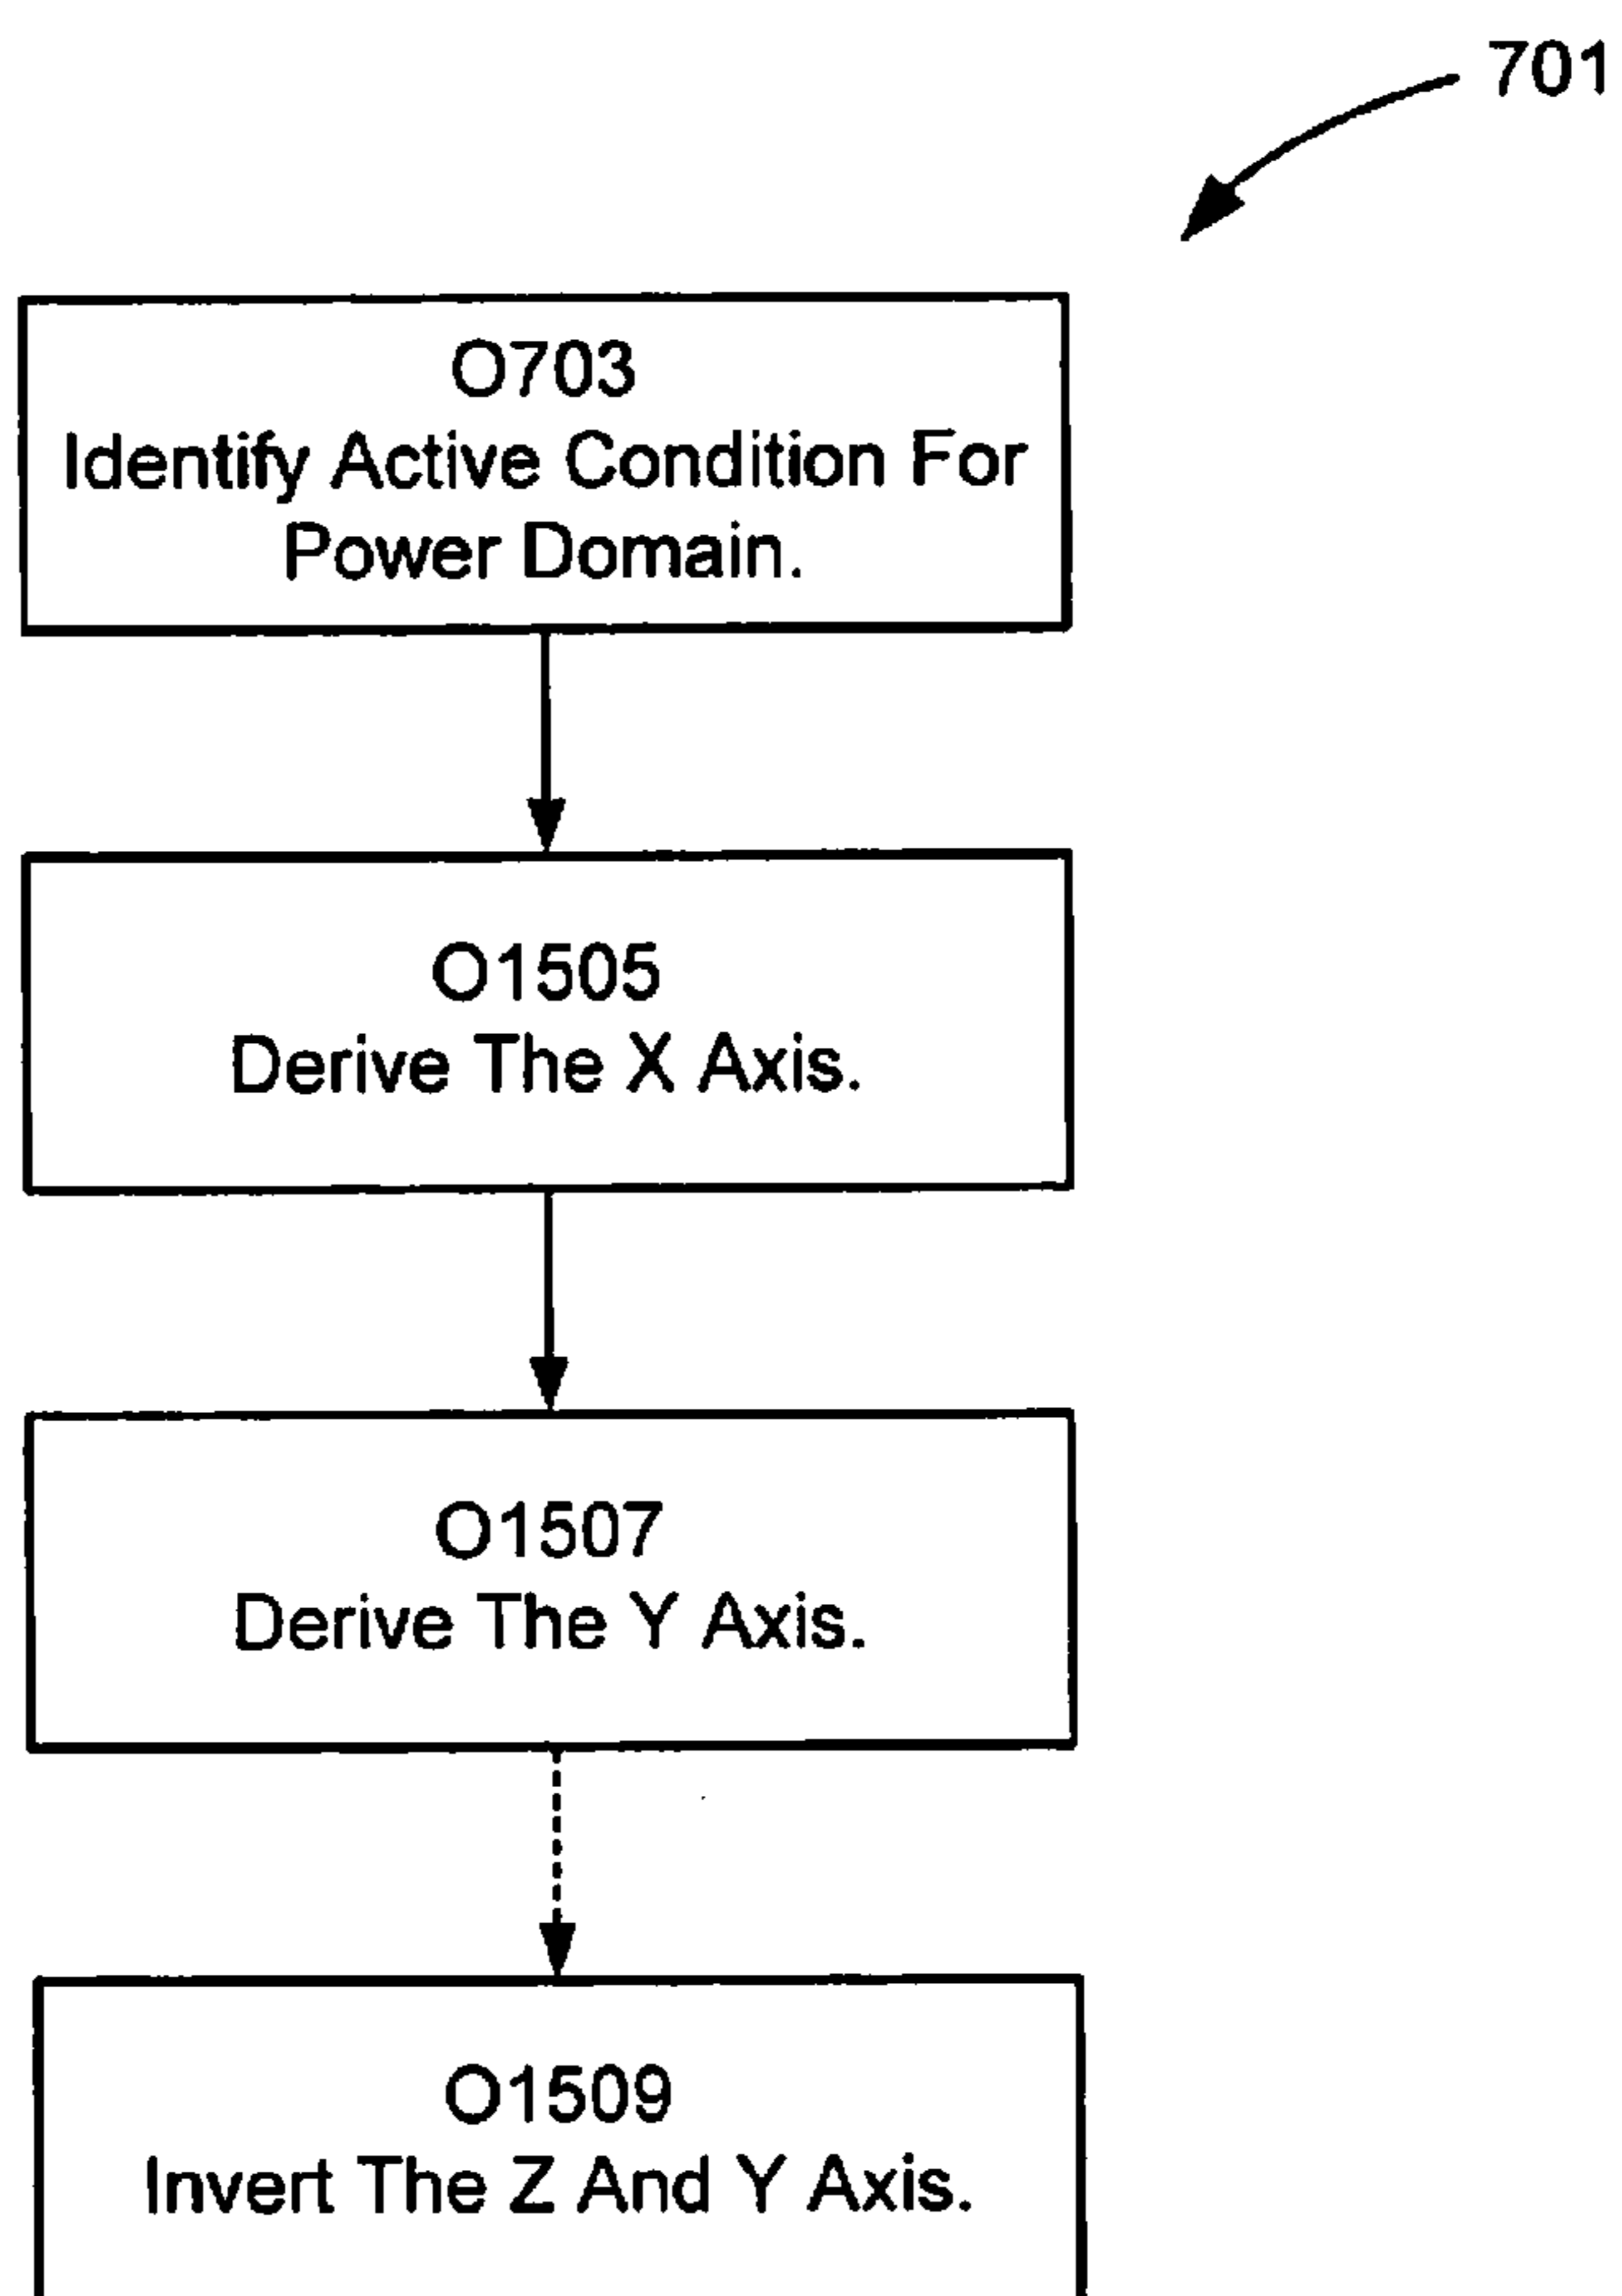 701
O703
Identify Active Condition For
Power Domain.
O1505
Derive The X Axis.
O1507
Derive The Y Axis.
O1509
Invert The Z And Y Axis.